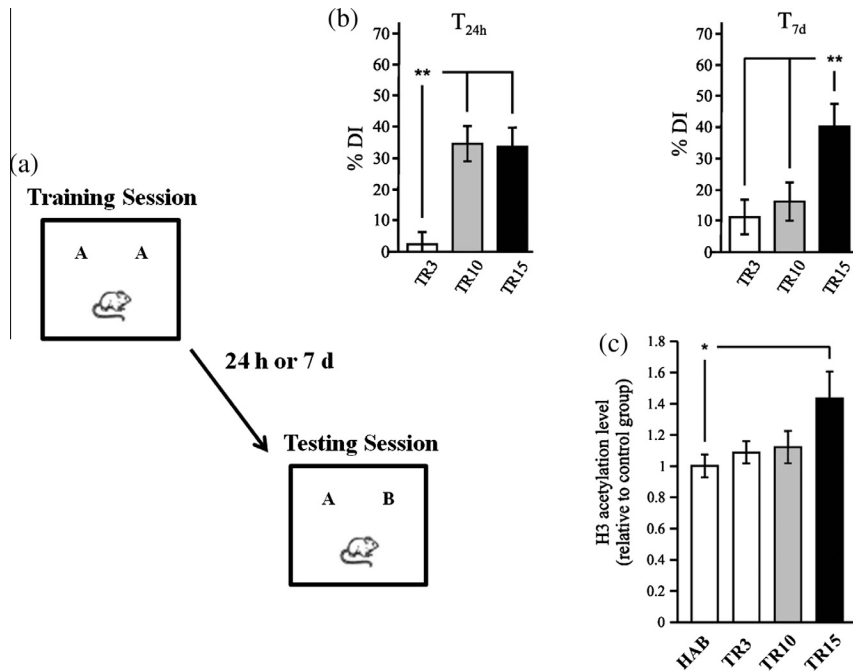 (a)
Training Session
A A
24 h or 7 d
Testing Session
A B
(b)
T24h
% DI
70
60
50
40
30
20
10
0
**
TR3
TR10
TR15
T7d
% DI
70
60
50
40
30
20
10
0
**
TR3
TR10
TR15
(c)
H3 acetylation level
(relative to control group)
1.8
1.6
1.4
1.2
1
0.8
0.6
0.4
0.2
0
*
HAB
TR3
TR10
TR15